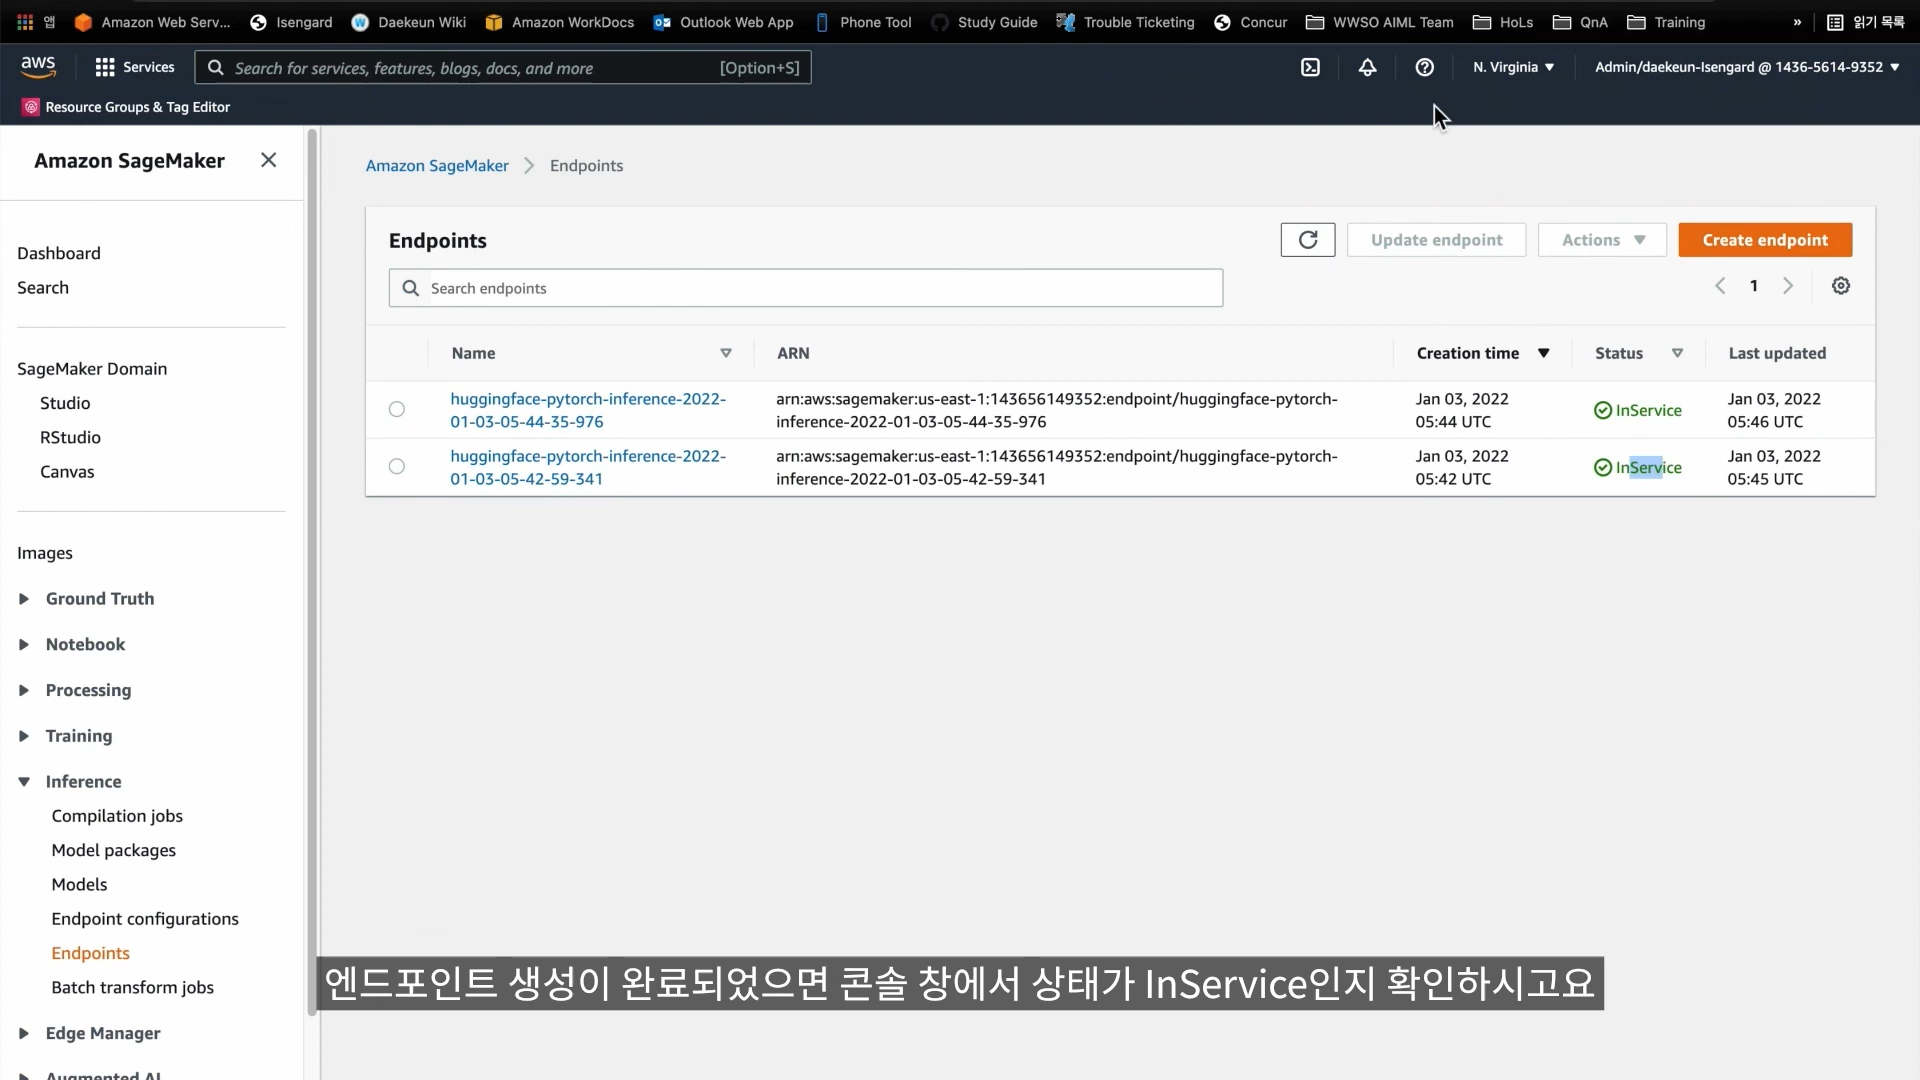 앱 Amazon Web Serv... Isengard Daekeun Wiki Amazon WorkDocs Outlook Web App Phone Tool Study Guide Trouble Ticketing Concur WWSO AIML Team HoLs QnA Training » 읽기 목록
aws Services Search for services, features, blogs, docs, and more [Option+S] N. Virginia Admin/daekeun-Isengard @ 1436-5614-9352
Resource Groups & Tag Editor
Amazon SageMaker
Dashboard
Search
SageMaker Domain
Studio
RStudio
Canvas
Images
Ground Truth
Notebook
Processing
Training
Inference
Compilation jobs
Model packages
Models
Endpoint configurations
Endpoints
Batch transform jobs
Edge Manager
Augmented AI
Amazon SageMaker Endpoints
Endpoints Update endpoint Actions Create endpoint
Search endpoints 1
Name ARN Creation time Status Last updated
huggingface-pytorch-inference-2022- arn:aws:sagemaker:us-east-1:143656149352:endpoint/huggingface-pytorch- Jan 03, 2022 InService Jan 03, 2022
01-03-05-44-35-976 inference-2022-01-03-05-44-35-976 05:44 UTC 05:46 UTC
huggingface-pytorch-inference-2022- arn:aws:sagemaker:us-east-1:143656149352:endpoint/huggingface-pytorch- Jan 03, 2022 InService Jan 03, 2022
01-03-05-42-59-341 inference-2022-01-03-05-42-59-341 05:42 UTC 05:45 UTC
엔드포인트 생성이 완료되었으면 콘솔 창에서 상태가 InService인지 확인하시고요